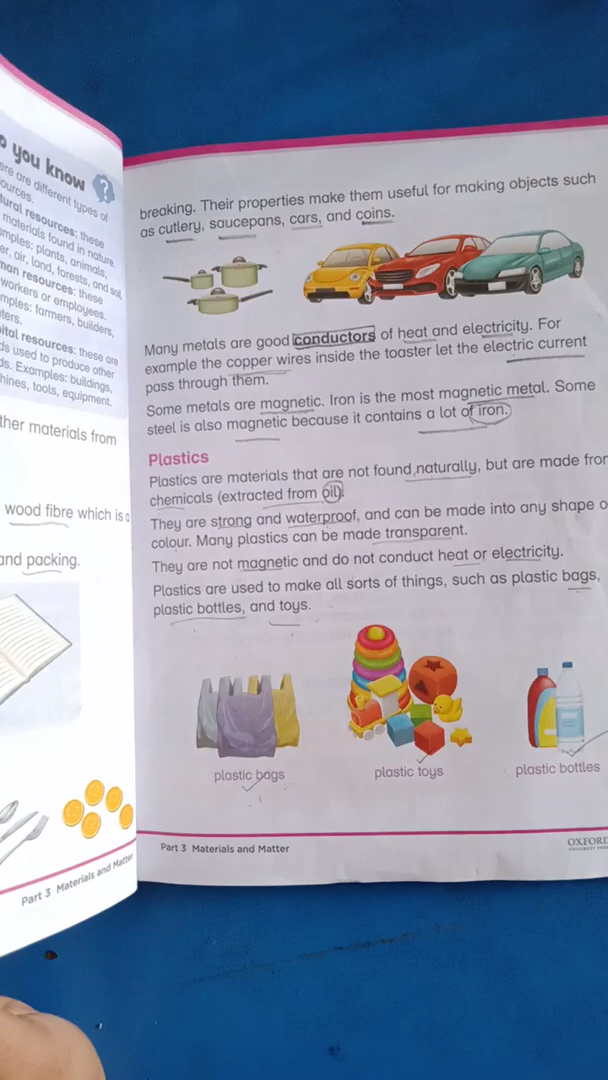 o you know
ere are different types of
ources.
ural resources: these
materials found in nature.
mples: plants, animals,
er, air, land, forests, and soil
man resources: these
workers or employees.
mples: farmers, builders,
ters.
ital resources: these are
ds used to produce other
ds. Examples: buildings,
hines, tools, equipment.
ther materials from
wood fibre which is a
and packing.
Part 3 Materials and Matter
breaking. Their properties make them useful for making objects such
as cutlery, saucepans, cars, and coins.
Many metals are good conductors of heat and electricity. For
example the copper wires inside the toaster let the electric current
pass through them.
Some metals are magnetic. Iron is the most magnetic metal. Some
steel is also magnetic because it contains a lot of iron.
Plastics
Plastics are materials that are not found naturally, but are made from
chemicals (extracted from oil).
They are strong and waterproof, and can be made into any shape o
colour. Many plastics can be made transparent.
They are not magnetic and do not conduct heat or electricity.
Plastics are used to make all sorts of things, such as plastic bags,
plastic bottles, and toys.
plastic bags
plastic toys
plastic bottles
Part 3 Materials and Matter
OXFORD